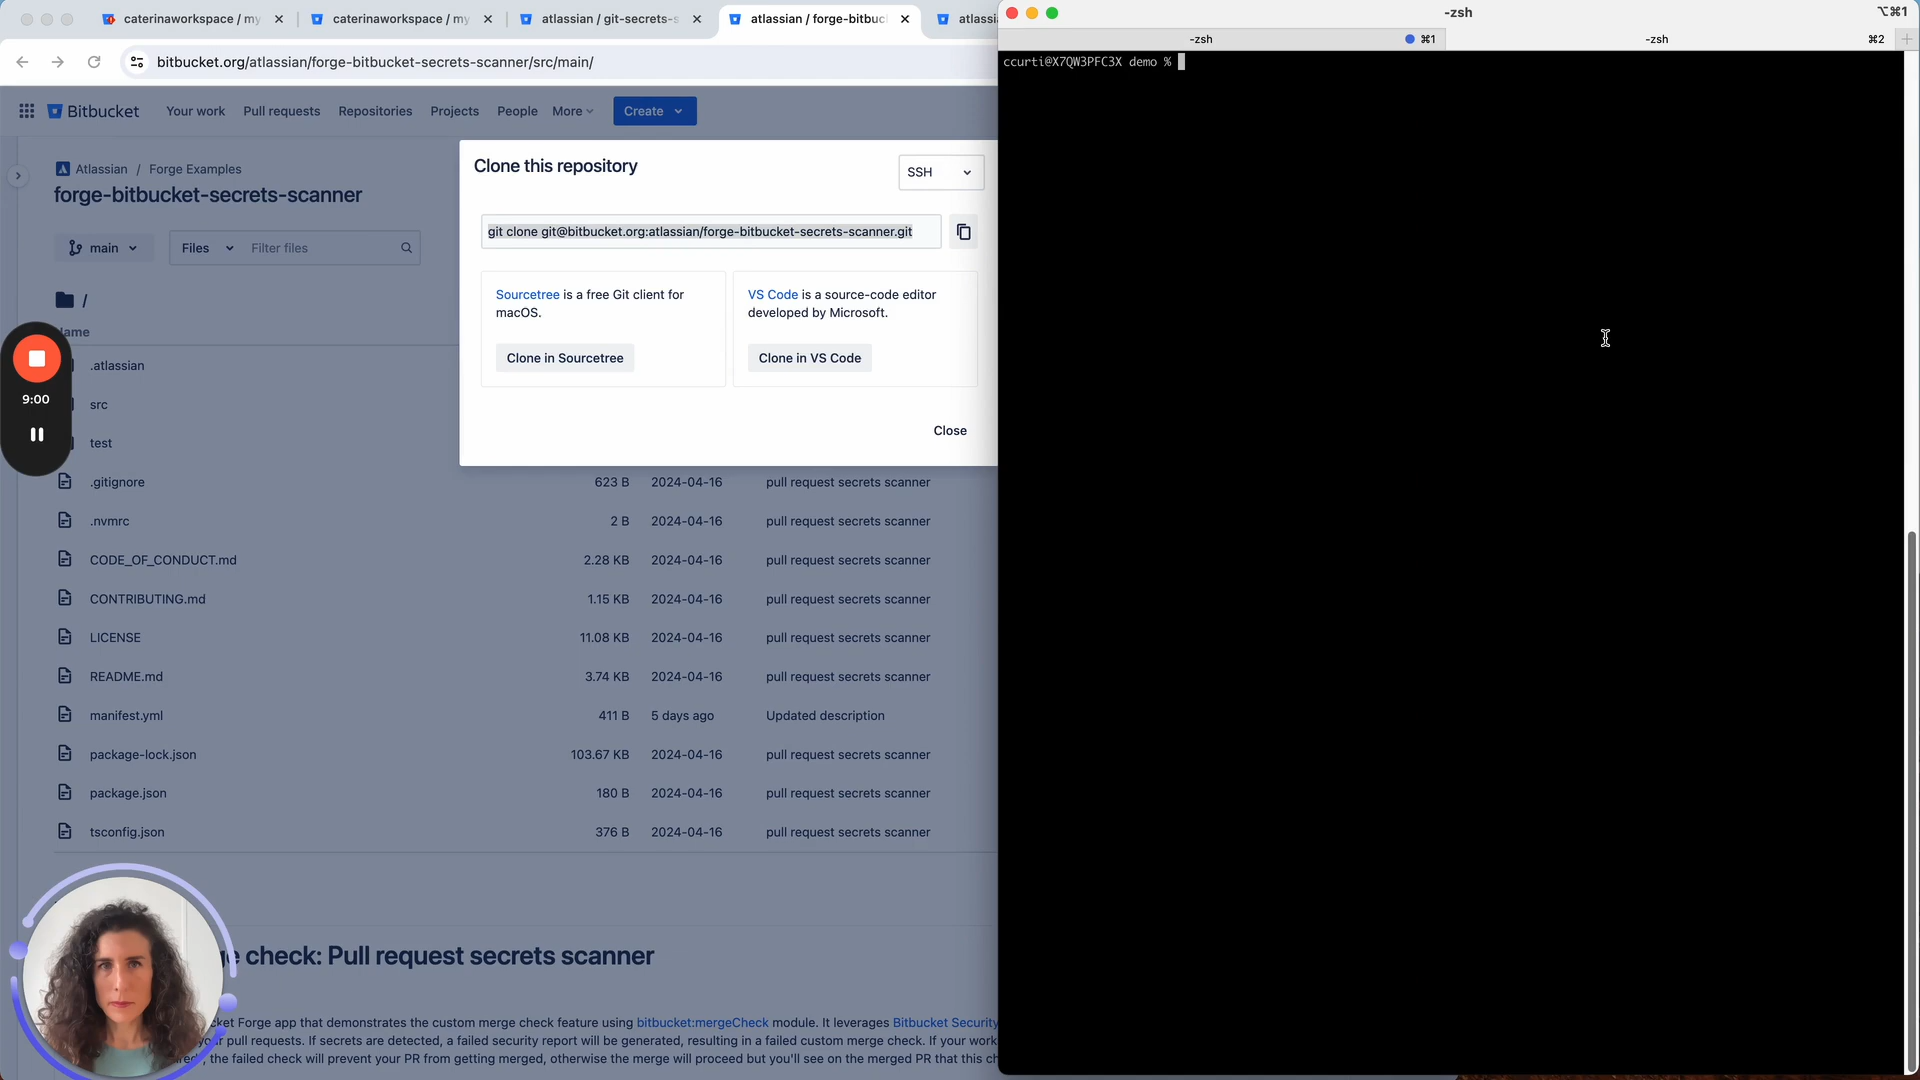 caterinaworkspace / my
caterinaworkspace / my
atlassian / git-secrets-s
atlassian / forge-bitbuc
atlassi
bitbucket.org/atlassian/forge-bitbucket-secrets-scanner/src/main/
Bitbucket
Your work
Pull requests
Repositories
Projects
People
More
Create
Atlassian / Forge Examples
forge-bitbucket-secrets-scanner
main
Files
Filter files
/
ame
.atlassian
src
test
.gitignore 623 B 2024-04-16 pull request secrets scanner
.nvmrc 2 B 2024-04-16 pull request secrets scanner
CODE_OF_CONDUCT.md 2.28 KB 2024-04-16 pull request secrets scanner
CONTRIBUTING.md 1.15 KB 2024-04-16 pull request secrets scanner
LICENSE 11.08 KB 2024-04-16 pull request secrets scanner
README.md 3.74 KB 2024-04-16 pull request secrets scanner
manifest.yml 411 B 5 days ago Updated description
package-lock.json 103.67 KB 2024-04-16 pull request secrets scanner
package.json 180 B 2024-04-16 pull request secrets scanner
tsconfig.json 376 B 2024-04-16 pull request secrets scanner
9:00
Clone this repository
SSH
git clone git@bitbucket.org:atlassian/forge-bitbucket-secrets-scanner.git
Sourcetree is a free Git client for
macOS.
Clone in Sourcetree
VS Code is a source-code editor
developed by Microsoft.
Clone in VS Code
Close
e check: Pull request secrets scanner
ket Forge app that demonstrates the custom merge check feature using bitbucket:mergeCheck module. It leverages Bitbucket Security
your pull requests. If secrets are detected, a failed security report will be generated, resulting in a failed custom merge check. If your work
, the failed check will prevent your PR from getting merged, otherwise the merge will proceed but you'll see on the merged PR that this ch
-zsh
⌥⌘1
-zsh
⌘1
-zsh
⌘2
ccurti@X7QW3PFC3X demo %